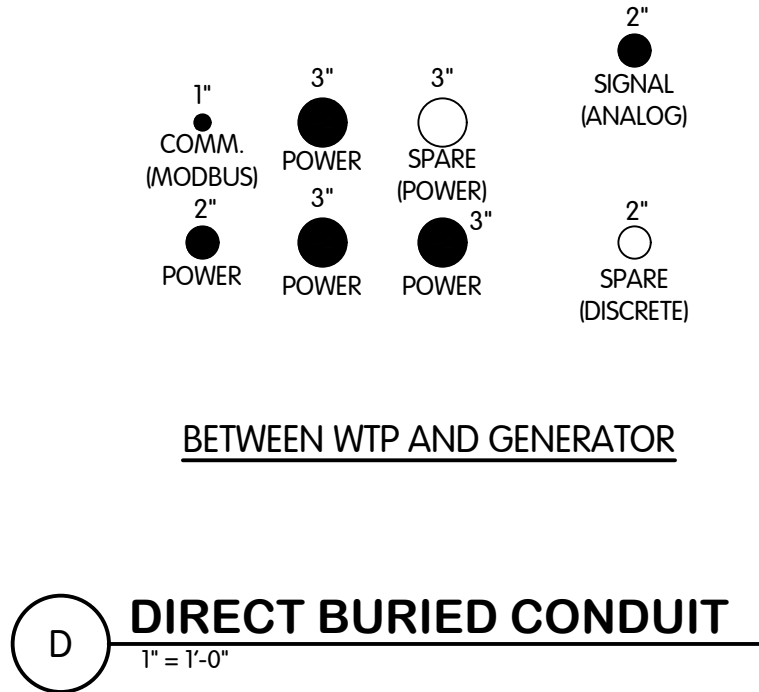 2"
SIGNAL
(ANALOG)
1"
COMM.
(MODBUS)
3"
POWER
3"
SPARE
(POWER)
2"
POWER
3"
POWER
3"
POWER
2"
SPARE
(DISCRETE)
BETWEEN WTP AND GENERATOR
D
DIRECT BURIED CONDUIT
1" = 1'-0"